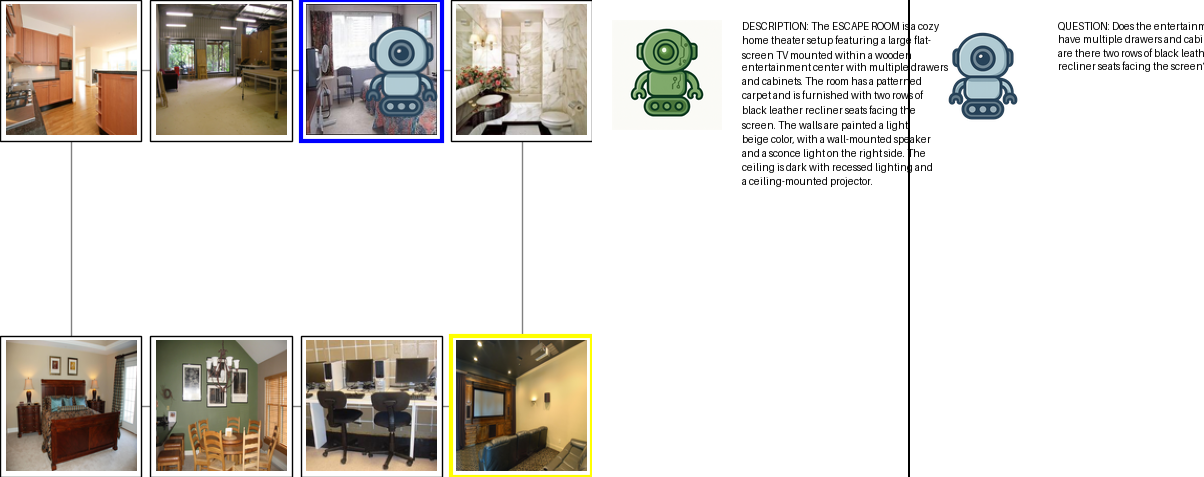 DESCRIPTION: The ESCAPE ROOM is a cozy
home theater setup featuring a large flat-
screen TV mounted within a wooden
entertainment center with multiple drawers
and cabinets. The room has a patterned
carpet and is furnished with two rows of
black leather recliner seats facing the
screen. The walls are painted a light
beige color, with a wall-mounted speaker
and a sconce light on the right side. The
ceiling is dark with recessed lighting and
a ceiling-mounted projector.
QUESTION: Does the entertainm
have multiple drawers and cabi
are there two rows of black leath
recliner seats facing the screen